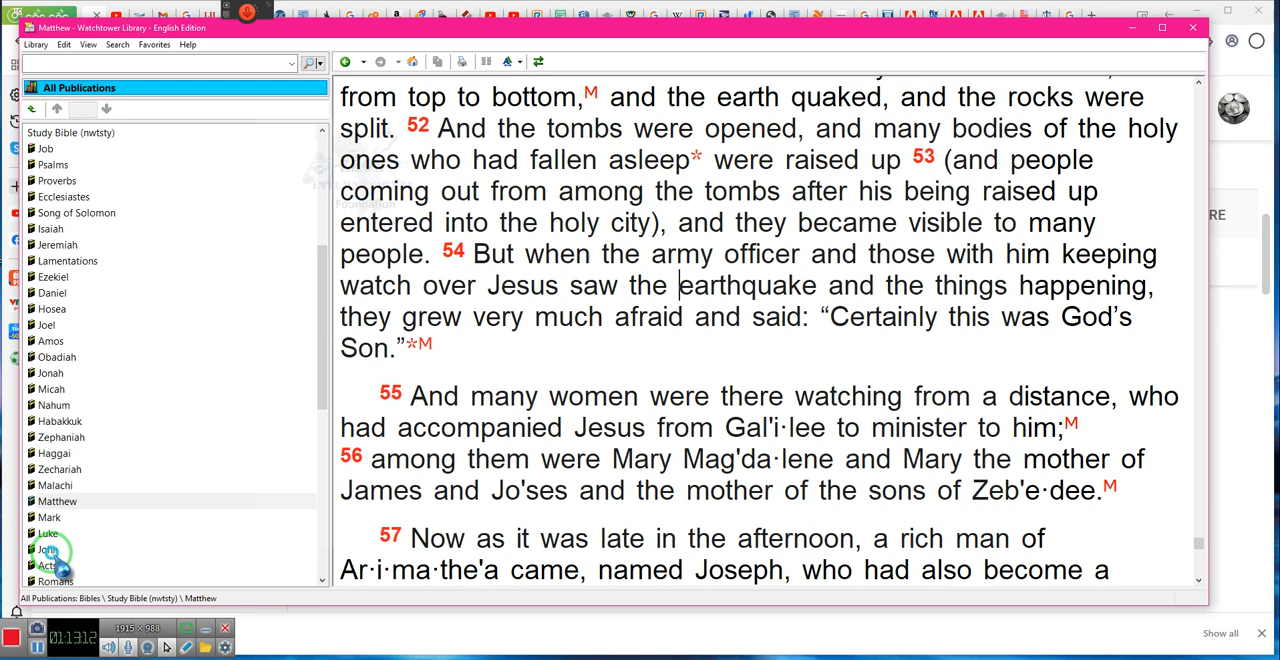 Matthew - Watchtower Library - English Edition
Library Edit View Search Favorites Help
All Publications
Study Bible (nwtsty)
Job
Psalms
Proverbs
Ecclesiastes
Song of Solomon
Isaiah
Jeremiah
Lamentations
Ezekiel
Daniel
Hosea
Joel
Amos
Obadiah
Jonah
Micah
Nahum
Habakkuk
Zephaniah
Haggai
Zechariah
Malachi
Matthew
Mark
Luke
John
Acts
Romans
from top to bottom,M and the earth quaked, and the rocks were
split. 52 And the tombs were opened, and many bodies of the holy
ones who had fallen asleep* were raised up 53 (and people
coming out from among the tombs after his being raised up
entered into the holy city), and they became visible to many
people. 54 But when the army officer and those with him keeping
watch over Jesus saw the earthquake and the things happening,
they grew very much afraid and said: “Certainly this was God’s
Son.”*M
55 And many women were there watching from a distance, who
had accompanied Jesus from Gal'i·lee to minister to him;M
56 among them were Mary Mag'da·lene and Mary the mother of
James and Jo'ses and the mother of the sons of Zeb'e·dee.M
57 Now as it was late in the afternoon, a rich man of
Ar·i·ma·the'a came, named Joseph, who had also become a
Foundation
RE
All Publications: Bibles \ Study Bible (nwtsty) \ Matthew
Show all
01:13:12
1915 x 988